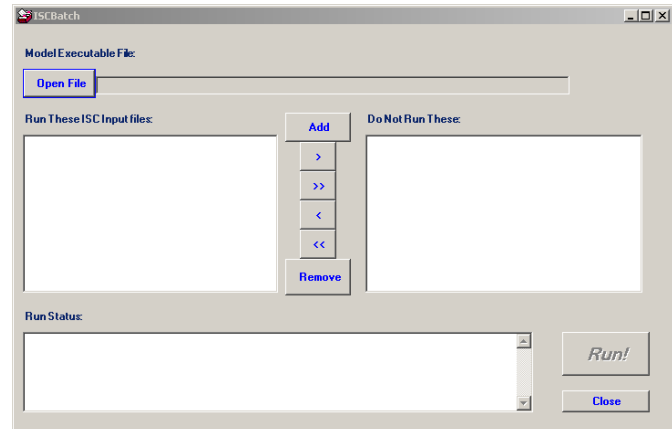 ISCBatch
Model Executable File:
Open File
Run These ISC Input files:
Add
Do Not Run These:
>
>>
<
<<
Remove
Run Status:
Run!
Close